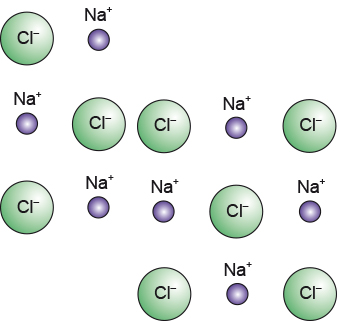 Cl⁻ Na⁺
Na⁺ Cl⁻ Cl⁻ Na⁺ Cl⁻
Cl⁻ Na⁺ Na⁺ Cl⁻ Na⁺
Cl⁻ Na⁺ Cl⁻